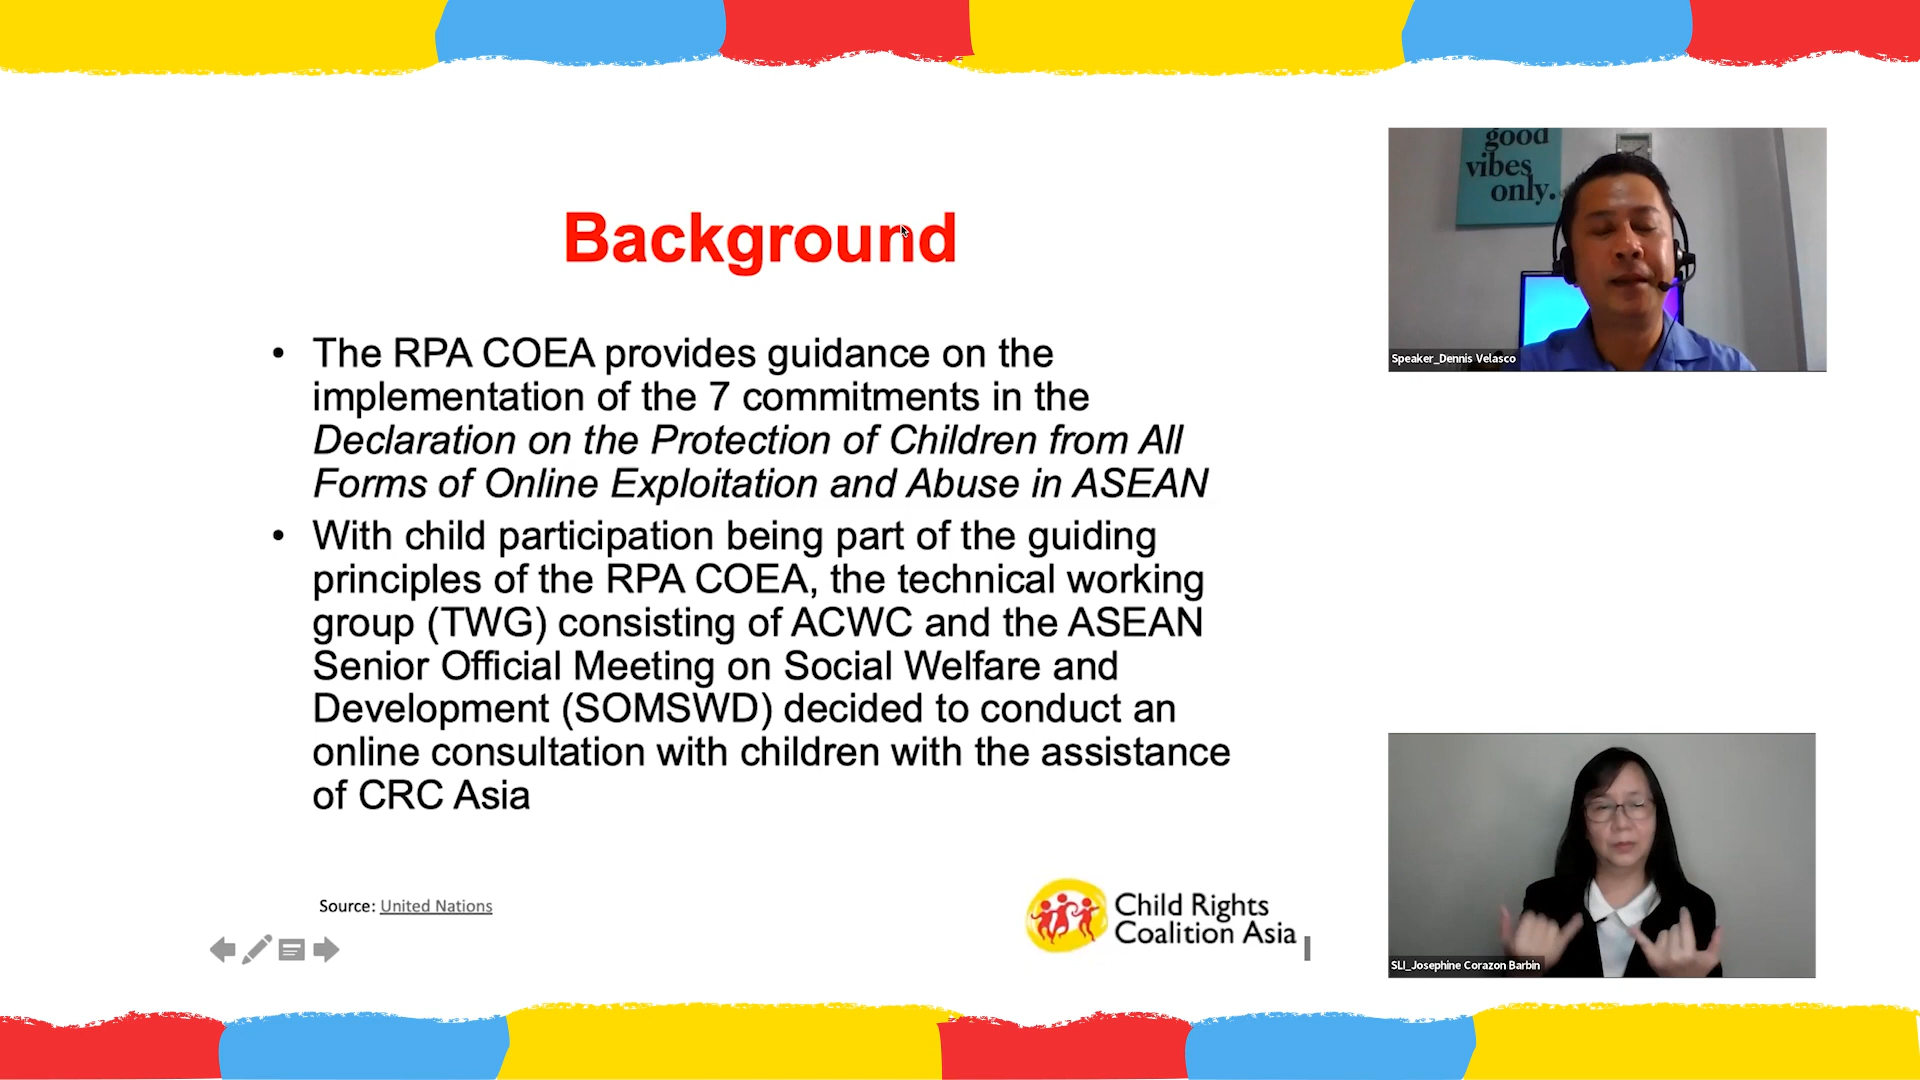 Background
• The RPA COEA provides guidance on the
implementation of the 7 commitments in the
Declaration on the Protection of Children from All
Forms of Online Exploitation and Abuse in ASEAN
• With child participation being part of the guiding
principles of the RPA COEA, the technical working
group (TWG) consisting of ACWC and the ASEAN
Senior Official Meeting on Social Welfare and
Development (SOMSWD) decided to conduct an
online consultation with children with the assistance
of CRC Asia
Source: United Nations
Child Rights
Coalition Asia
good
vibes
only.
Speaker_Dennis Velasco
SLI_Josephine Corazon Barbin